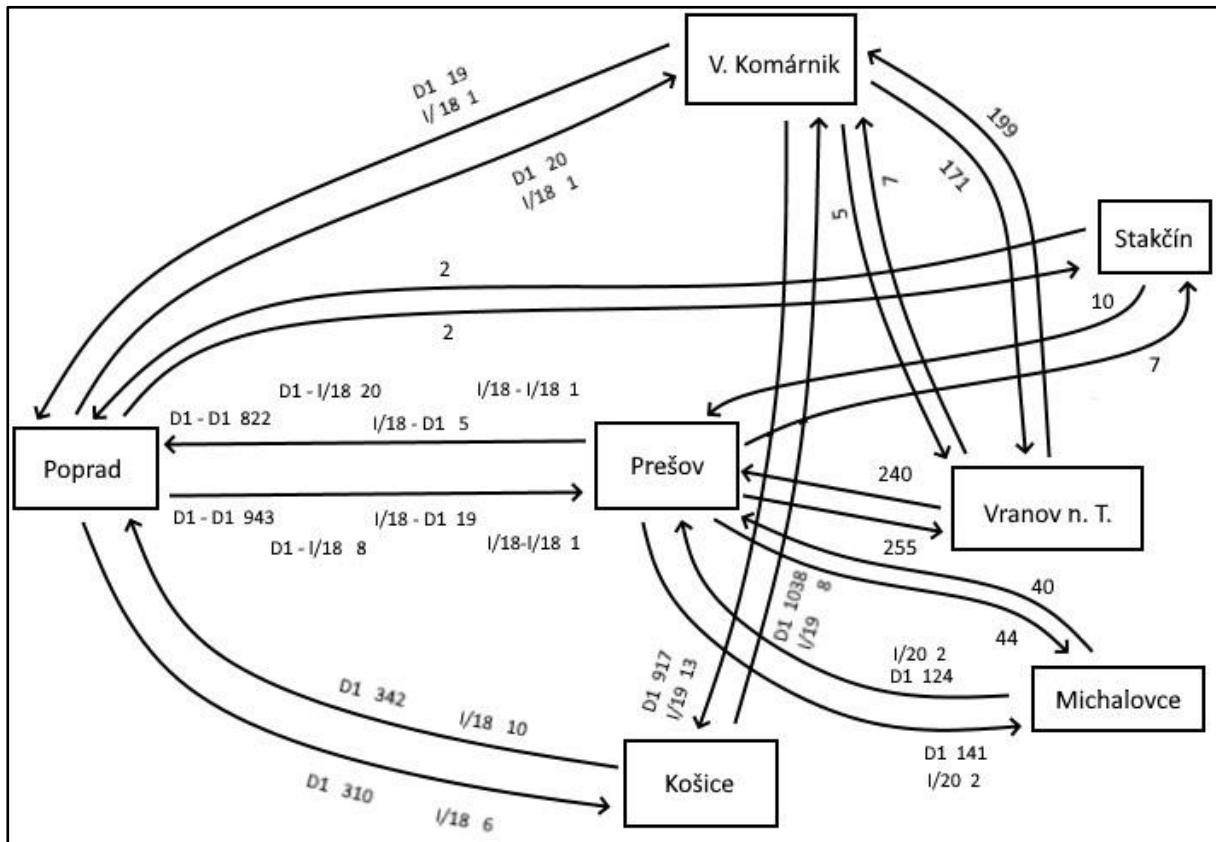 V. Komárnik
D1 19
I/18 1
D1 20
I/18 1
199
171
5
7
Stakčín
2
2
10
7
D1 - I/18 20
I/18 - I/18 1
D1 - D1 822
I/18 - D1 5
Poprad
Prešov
240
Vranov n. T.
D1 - D1 943
I/18 - D1 19
D1 - I/18 8
I/18-I/18 1
255
40
44
D1 1038
I/19 8
I/20 2
D1 124
Michalovce
D1 917
I/19 13
D1 342
I/18 10
Košice
D1 141
I/20 2
D1 310
I/18 6